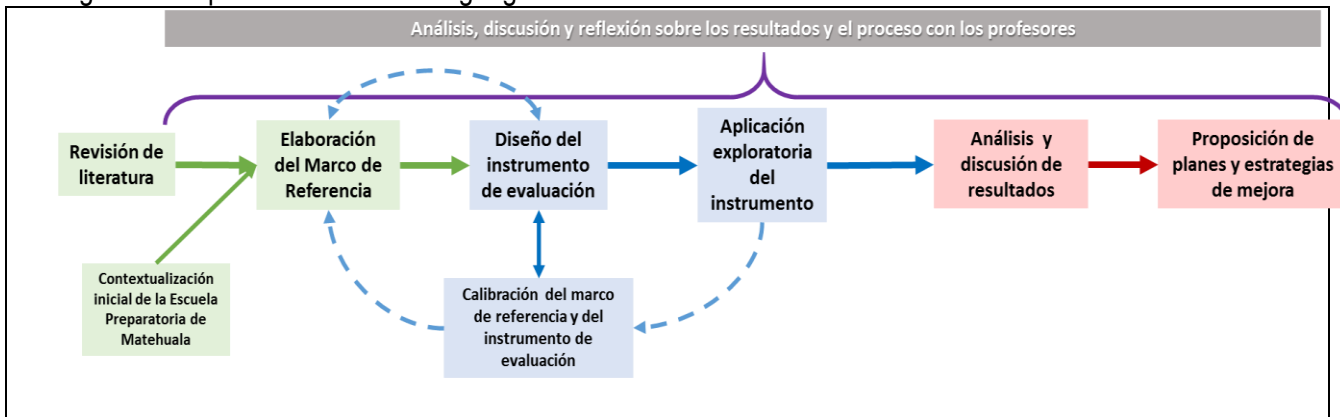 Análisis, discusión y reflexión sobre los resultados y el proceso con los profesores
Revisión de
literatura
Elaboración
del Marco de
Referencia
Diseño del
instrumento
de evaluación
Aplicación
exploratoria
del
instrumento
Análisis y
discusión de
resultados
Proposición de
planes y estrategias
de mejora
Contextualización
inicial de la Escuela
Preparatoria de
Matehuala
Calibración del marco
de referencia y del
instrumento de
evaluación